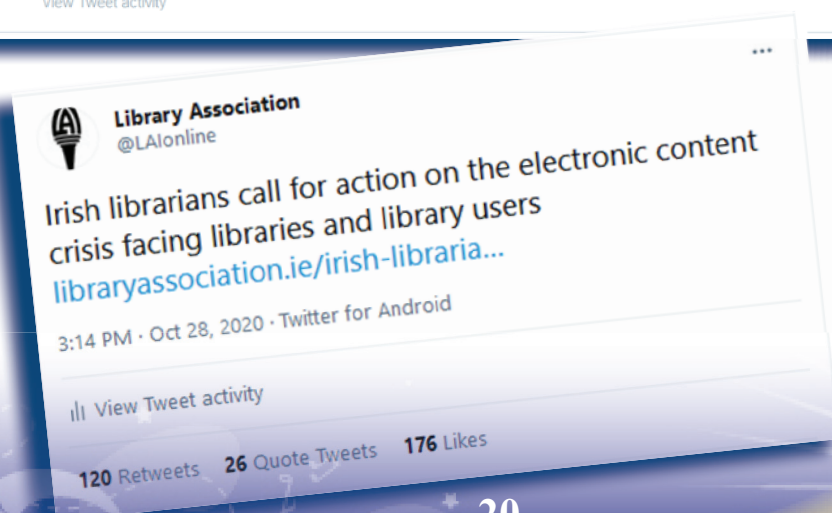 View Tweet activity
...
Library Association
@LAIonline
Irish librarians call for action on the electronic content
crisis facing libraries and library users
libraryassociation.ie/irish-libraria...
3:14 PM · Oct 28, 2020 · Twitter for Android
View Tweet activity
120 Retweets 26 Quote Tweets 176 Likes
20